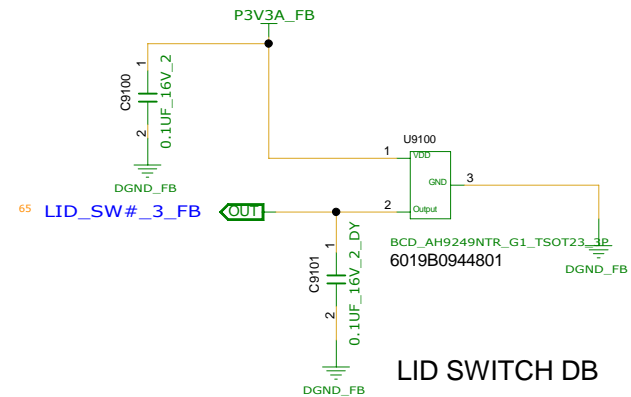 P3V3A_FB
1
C9100
0.1UF_16V_2
2
DGND_FB
U9100
1
VDD
GND
3
65
LID_SW#_3_FB
OUT
2
Output
BCD_AH9249NTR_G1_TSOT23_3P
6019B0944801
DGND_FB
1
C9101
0.1UF_16V_2_DY
2
DGND_FB
LID SWITCH DB